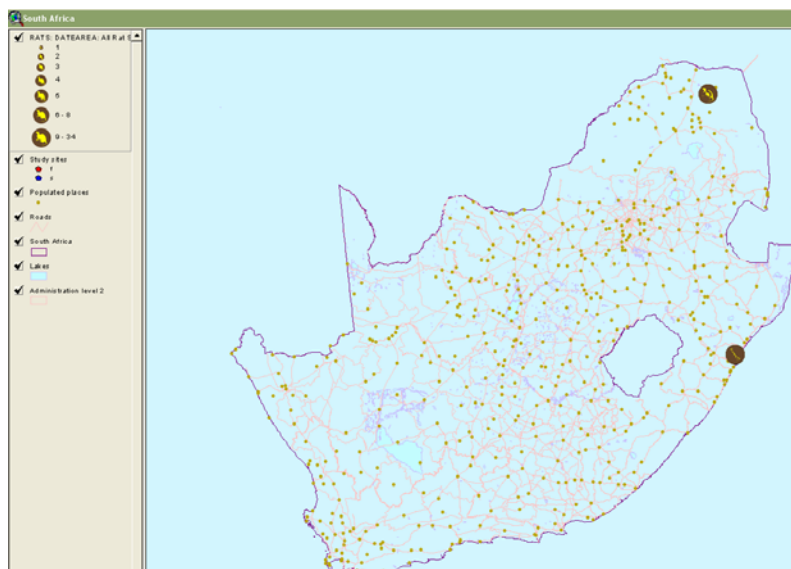 South Africa
RATS: DATEAREA: All Rat S
1
2
3
4
5
6 - 8
9 - 34
Study sites
Populated places
Roads
South Africa
Lakes
Administration level 2